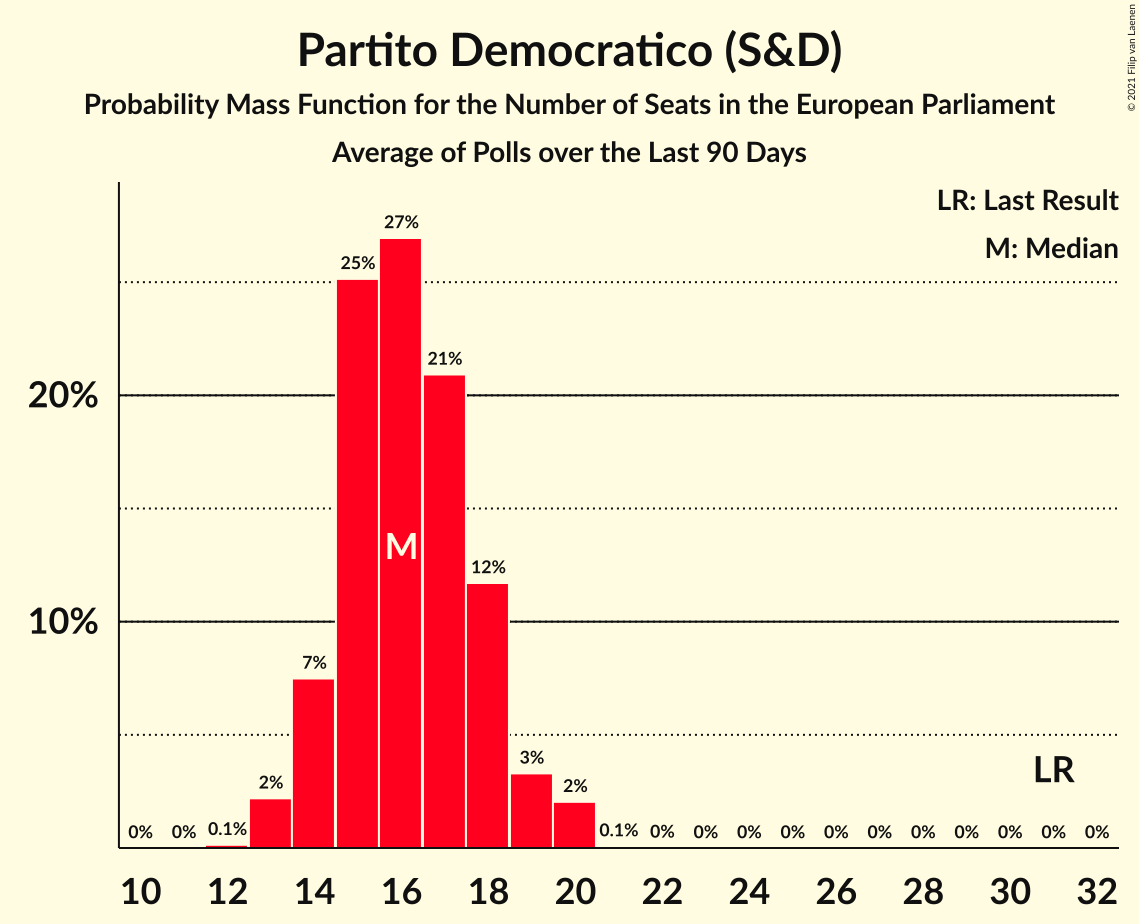 Partito Democratico (S&D)
Probability Mass Function for the Number of Seats in the European Parliament
Average of Polls over the Last 90 Days
© 2021 Filip van Laenen
LR: Last Result
M: Median
20%
10%
0% 0% 0.1% 2% 7% 25% 27% 21% 12% 3% 2% 0.1% 0% 0% 0% 0% 0% 0% 0% 0% 0% 0% 0%
M
LR
10 12 14 16 18 20 22 24 26 28 30 32